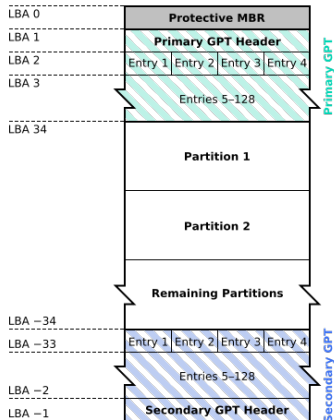 LBA 0
Protective MBR
LBA 1
Primary GPT Header
LBA 2
Entry 1 Entry 2 Entry 3 Entry 4
LBA 3
Entries 5–128
Primary GPT
LBA 34
Partition 1
Partition 2
Remaining Partitions
LBA −34
LBA −33
Entry 1 Entry 2 Entry 3 Entry 4
Entries 5–128
LBA −2
Secondary GPT Header
LBA −1
Secondary GPT